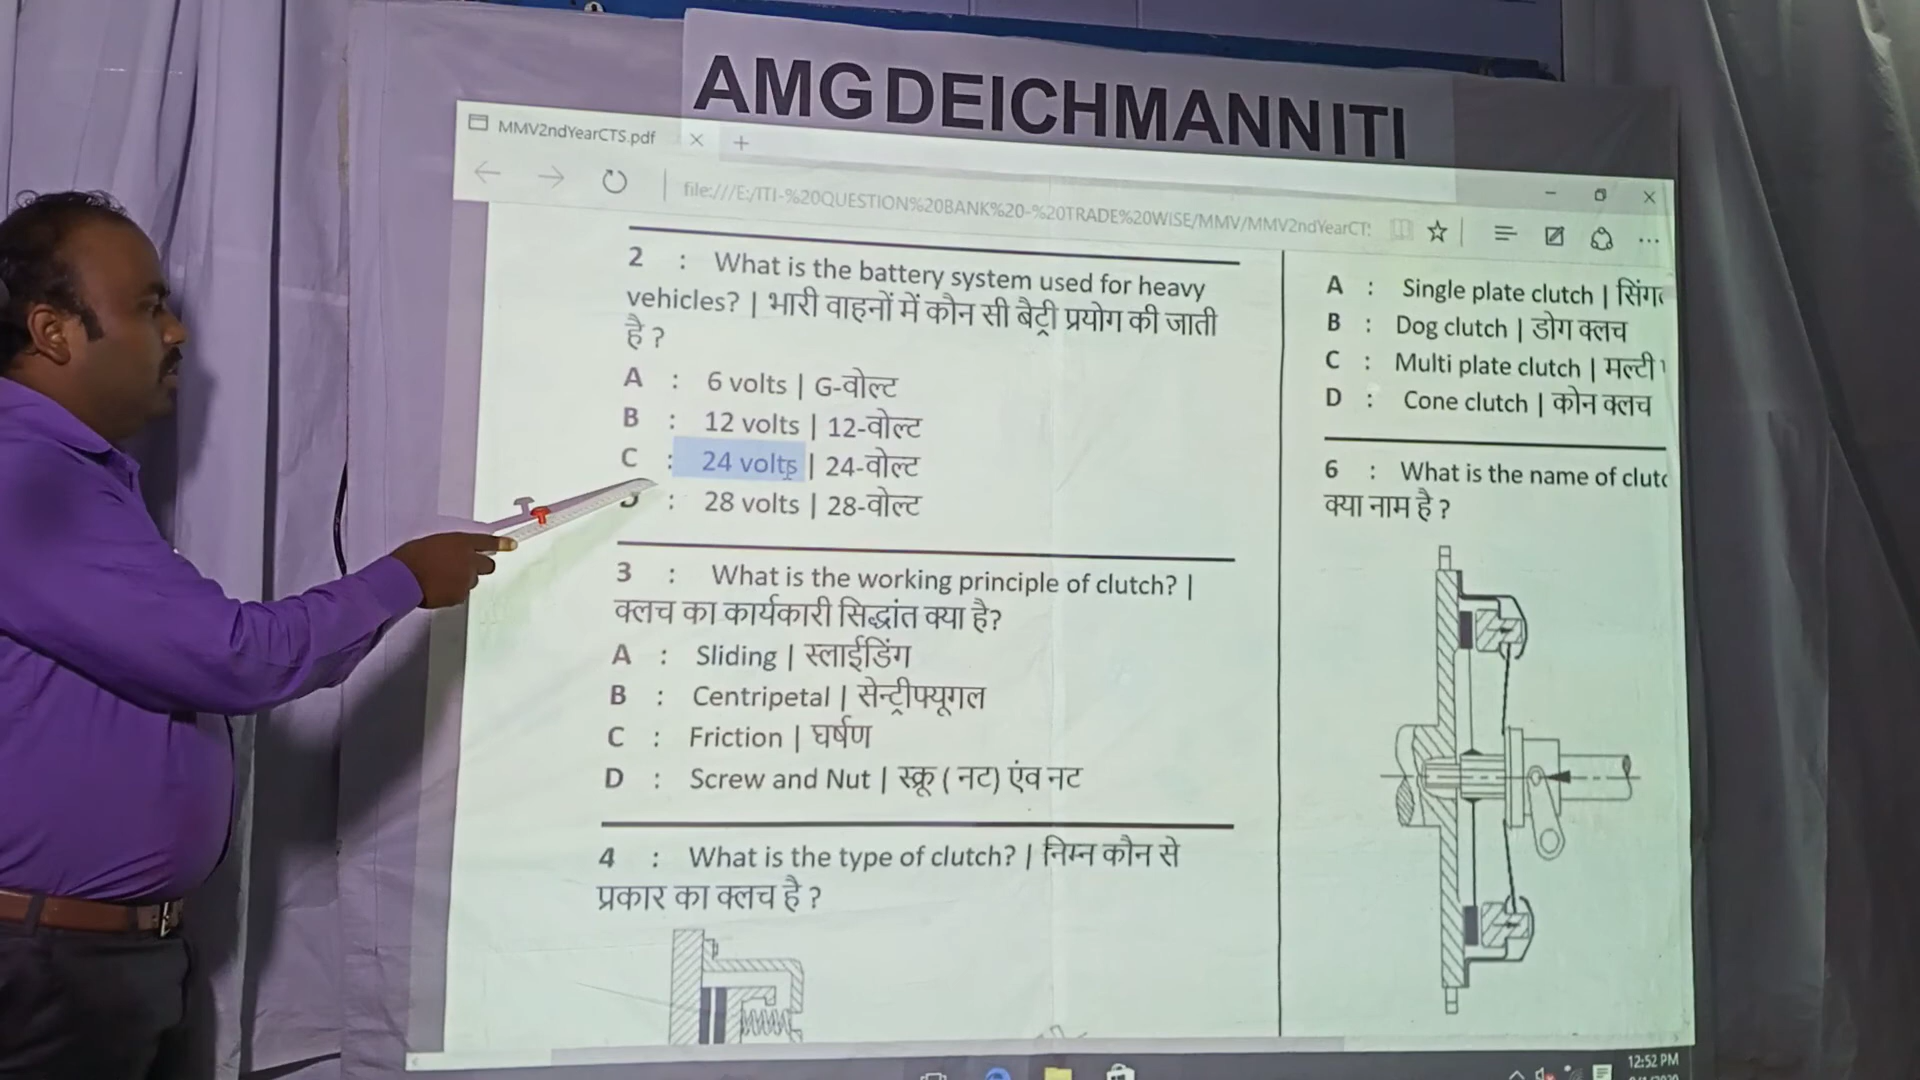 AMG DEICHMANN ITI
MMV2ndYearCTS.pdf
file:///E:/ITI-%20QUESTION%20BANK%20-%20TRADE%20WISE/MMV/MMV2ndYearCT
2 : What is the battery system used for heavy
vehicles? | भारी वाहनों में कौन सी बैट्री प्रयोग की जाती
है ?
A : 6 volts | G-वोल्ट
B : 12 volts | 12-वोल्ट
C : 24 volts | 24-वोल्ट
: 28 volts | 28-वोल्ट
3 : What is the working principle of clutch? |
क्लच का कार्यकारी सिद्धांत क्या है?
A : Sliding | स्लाईडिंग
B : Centripetal | सेन्ट्रीफ्यूगल
C : Friction | घर्षण
D : Screw and Nut | स्क्रू ( नट) एंव नट
4 : What is the type of clutch? | निम्न कौन से
प्रकार का क्लच है ?
A : Single plate clutch |
B : Dog clutch | डोग क्लच
C : Multi plate clutch | मल्टी
D : Cone clutch | कोन क्लच
6 : What is the name of
क्या नाम है ?
12:52 PM